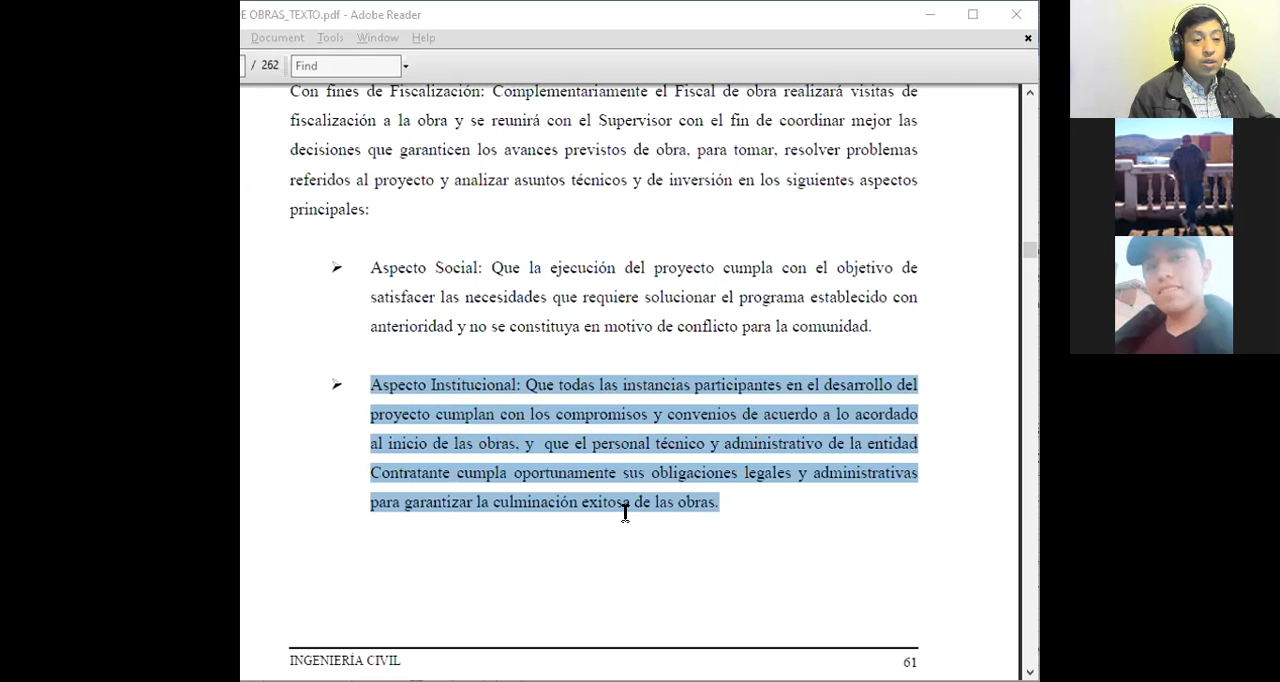 E OBRAS_TEXTO.pdf - Adobe Reader
Document Tools Window Help
/ 262 Find
Con fines de Fiscalización: Complementariamente el Fiscal de obra realizará visitas de
fiscalización a la obra y se reunirá con el Supervisor con el fin de coordinar mejor las
decisiones que garanticen los avances previstos de obra, para tomar, resolver problemas
referidos al proyecto y analizar asuntos técnicos y de inversión en los siguientes aspectos
principales:
Aspecto Social: Que la ejecución del proyecto cumpla con el objetivo de
satisfacer las necesidades que requiere solucionar el programa establecido con
anterioridad y no se constituya en motivo de conflicto para la comunidad.
Aspecto Institucional: Que todas las instancias participantes en el desarrollo del
proyecto cumplan con los compromisos y convenios de acuerdo a lo acordado
al inicio de las obras, y que el personal técnico y administrativo de la entidad
Contratante cumpla oportunamente sus obligaciones legales y administrativas
para garantizar la culminación exitosa de las obras.
INGENIERÍA CIVIL 61